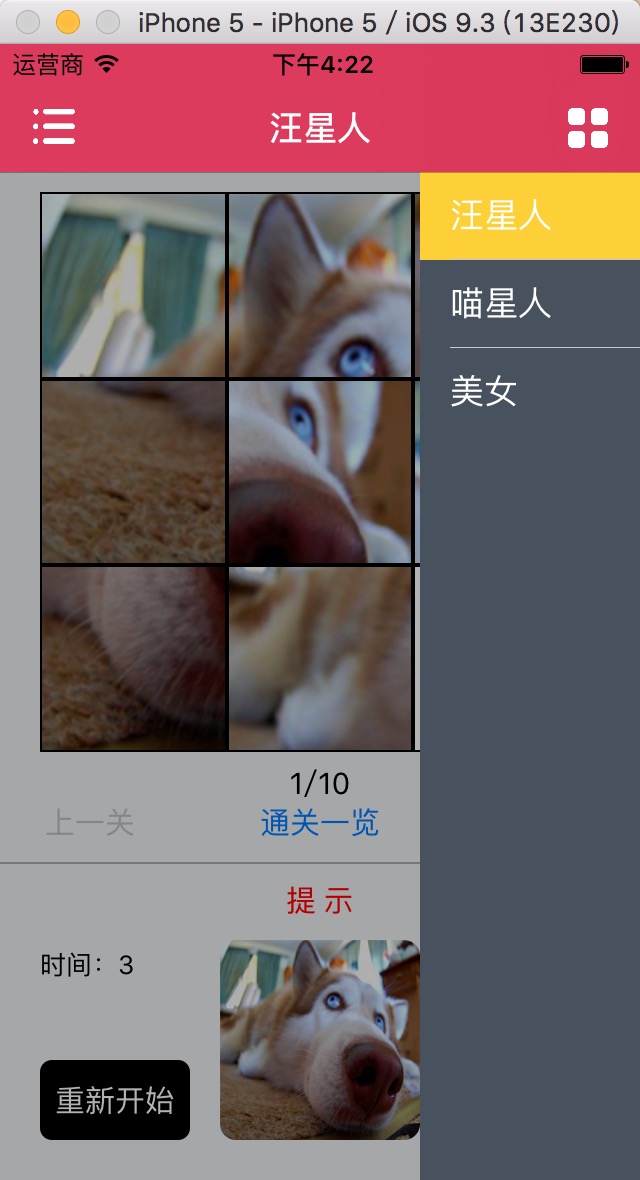 iPhone 5 - iPhone 5 / iOS 9.3 (13E230)
运营商 下午4:22
汪星人
汪星人
喵星人
美女
1/10
上一关 通关一览
提 示
时间：3
重新开始